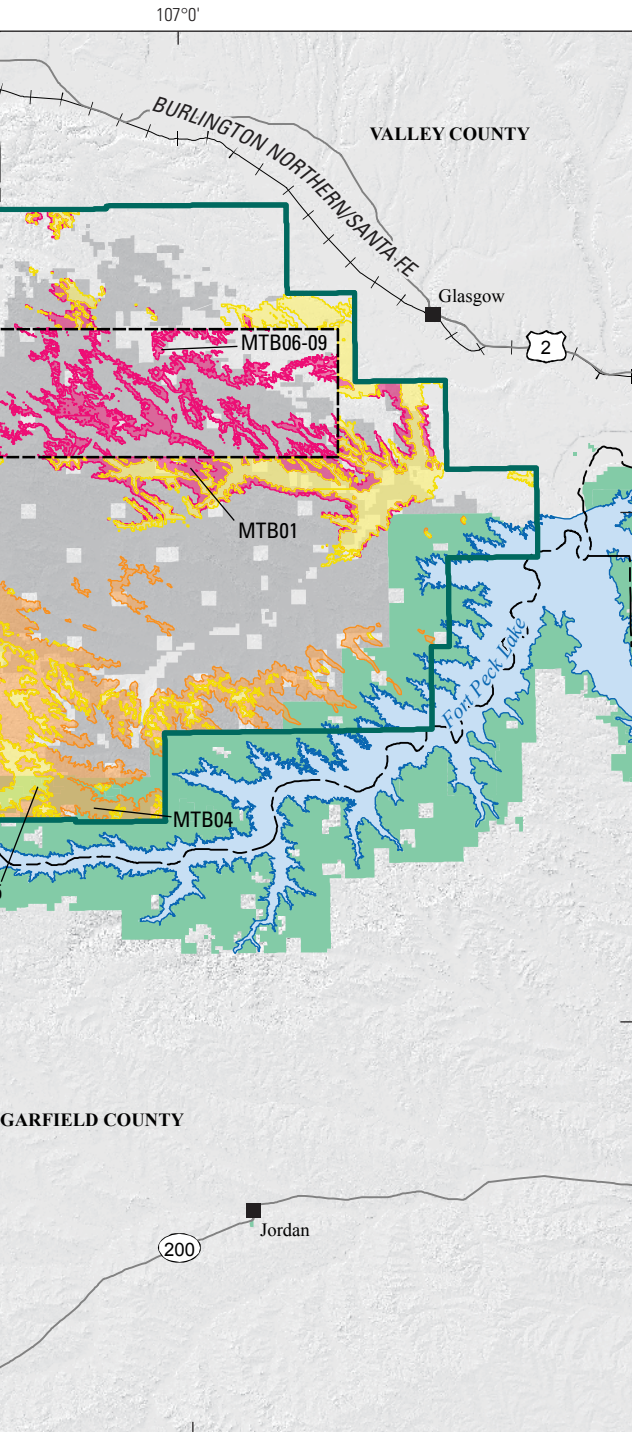 107°0'
BURLINGTON NORTHERN/SANTA FE
VALLEY COUNTY
Glasgow
2
MTB06-09
MTB01
Fort Peck Lake
MTB04
GARFIELD COUNTY
Jordan
200